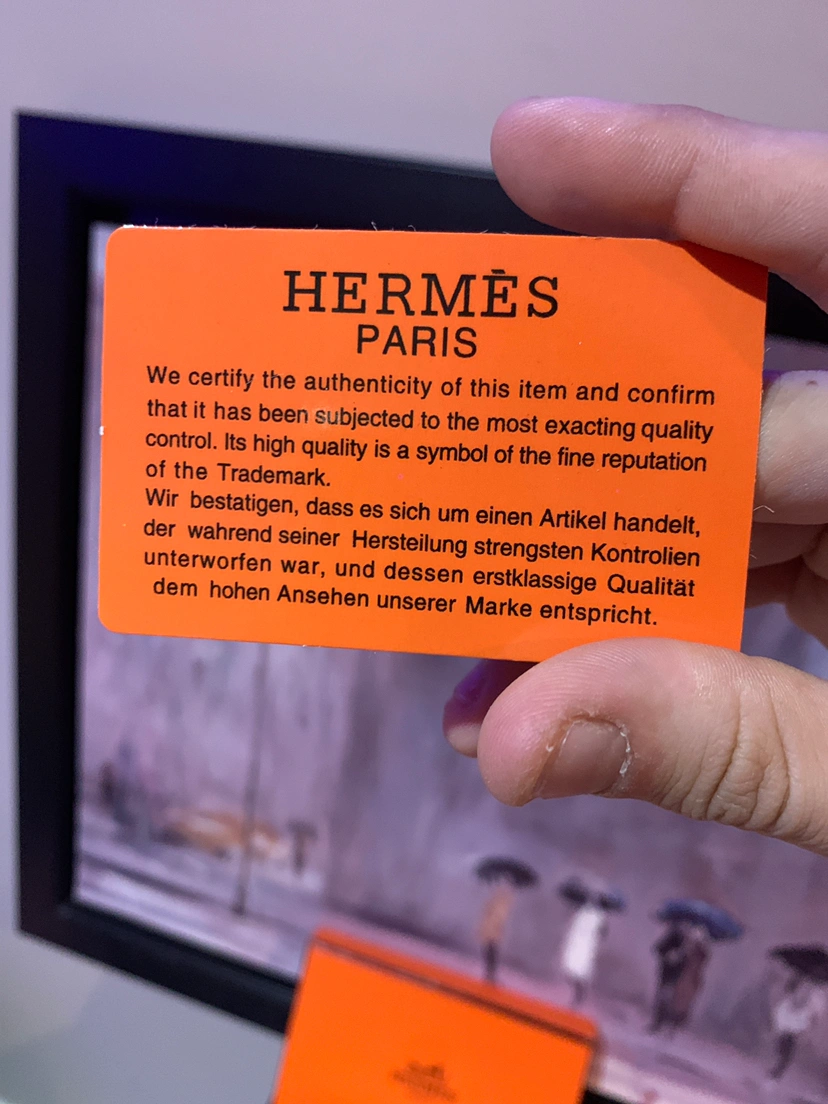 HERMÈS
PARIS
We certify the authenticity of this item and confirm
that it has been subjected to the most exacting quality
control. Its high quality is a symbol of the fine reputation
of the Trademark.
Wir bestatigen, dass es sich um einen Artikel handelt,
der wahrend seiner Hersteilung strengsten Kontrolien
unterworfen war, und dessen erstklassige Qualität
dem hohen Ansehen unserer Marke entspricht.